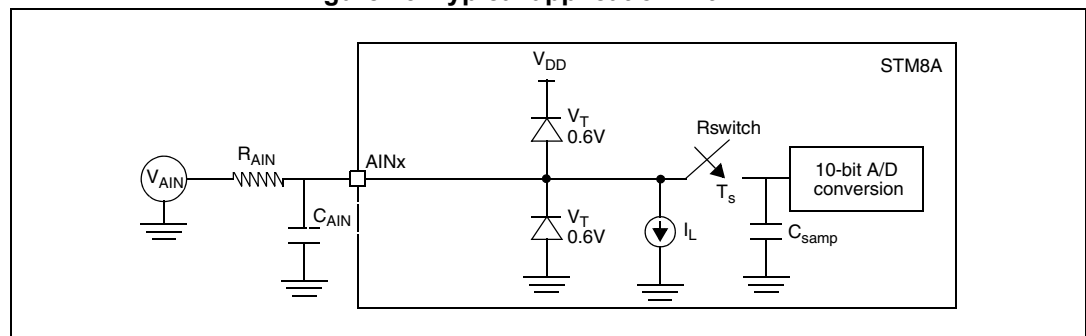 V_DD
STM8A
V_T
0.6V
Rswitch
R_AIN
AINx
V_AIN
10-bit A/D
conversion
T_s
C_AIN
V_T
0.6V
I_L
C_samp